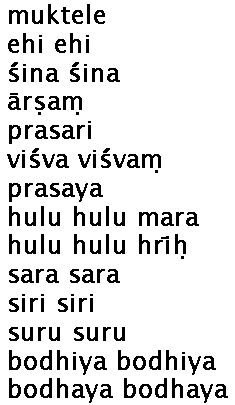 muktele
ehi ehi
śina śina
ārṣaṃ
prasari
viśva viśvaṃ
prasaya
hulu hulu mara
hulu hulu hrīḥ
sara sara
siri siri
suru suru
bodhiya bodhiya
bodhaya bodhaya